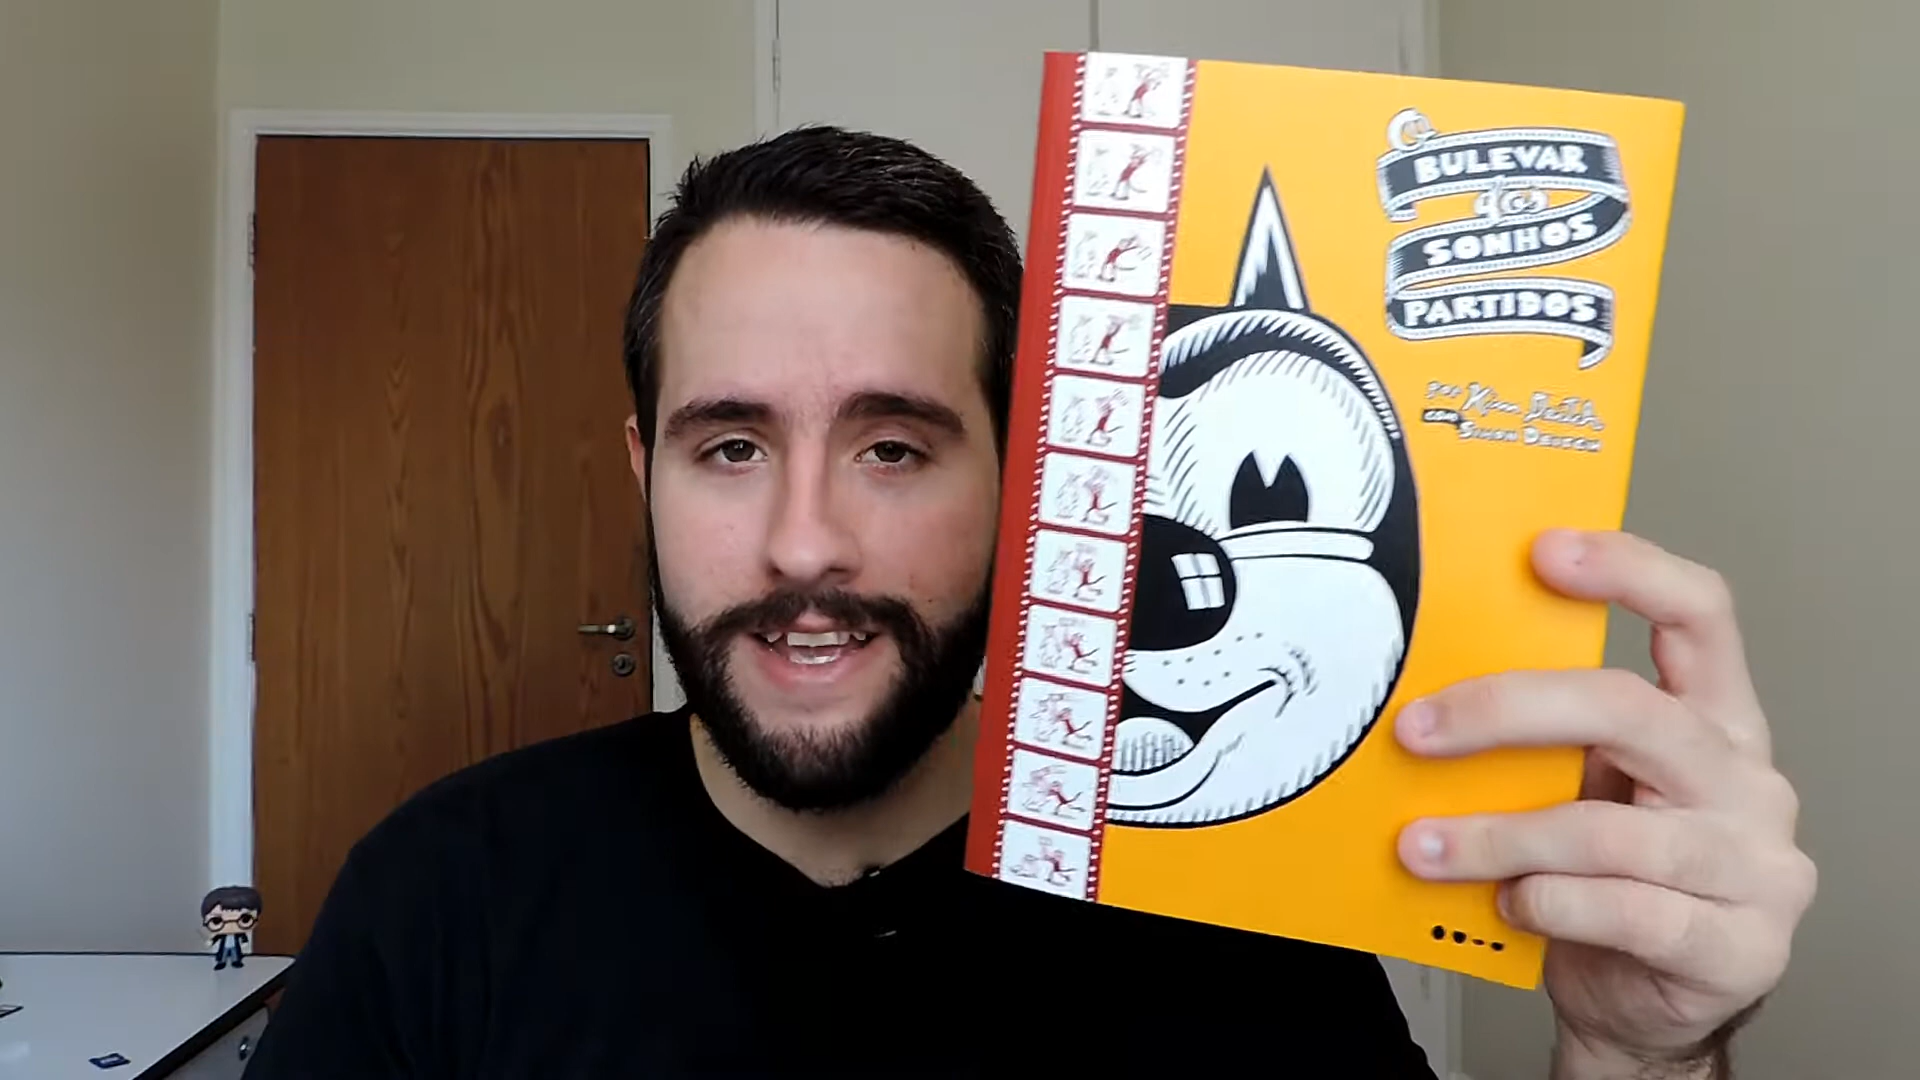 O
BULEVAR
dos
SONHOS
PARTIDOS
por Kim Deitch
com SIMON DEITCH